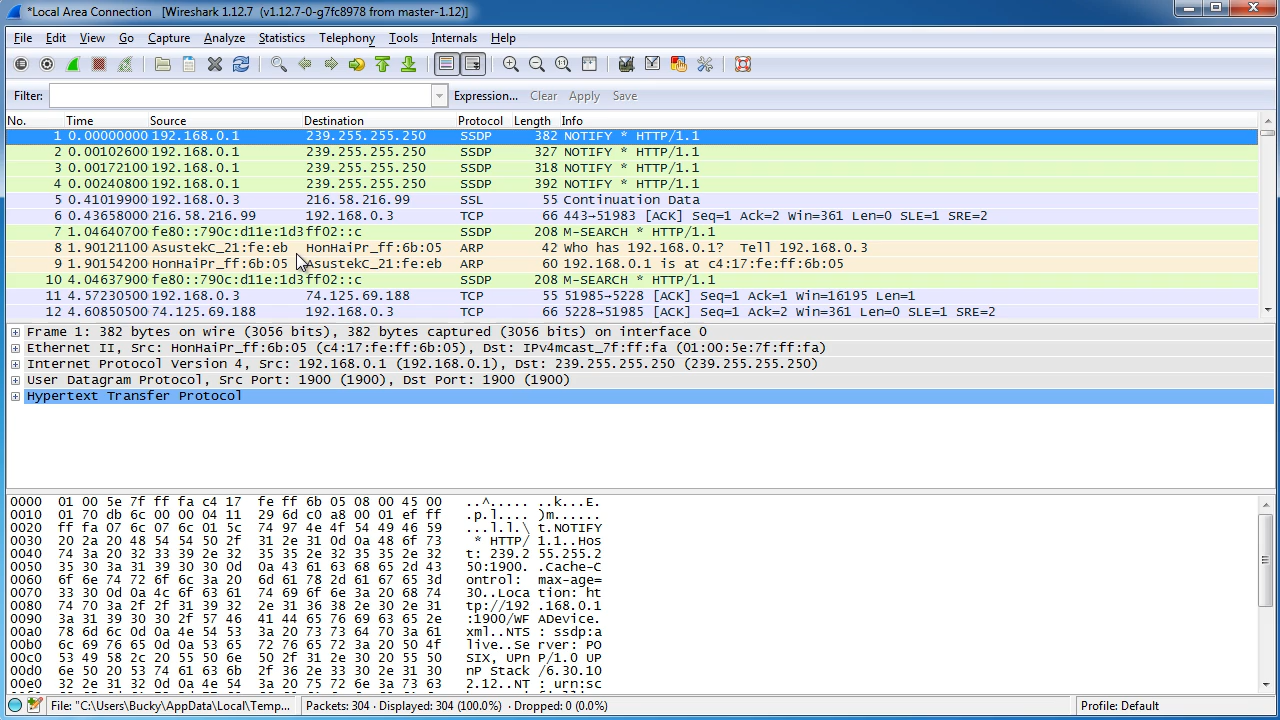 *Local Area Connection [Wireshark 1.12.7 (v1.12.7-0-g7fc8978 from master-1.12)]
File Edit View Go Capture Analyze Statistics Telephony Tools Internals Help
Filter: Expression... Clear Apply Save
No. Time Source Destination Protocol Length Info
1 0.00000000 192.168.0.1 239.255.255.250 SSDP 382 NOTIFY * HTTP/1.1
2 0.00102600 192.168.0.1 239.255.255.250 SSDP 327 NOTIFY * HTTP/1.1
3 0.00172100 192.168.0.1 239.255.255.250 SSDP 318 NOTIFY * HTTP/1.1
4 0.00240800 192.168.0.1 239.255.255.250 SSDP 392 NOTIFY * HTTP/1.1
5 0.41019900 192.168.0.3 216.58.216.99 SSL 55 Continuation Data
6 0.43658000 216.58.216.99 192.168.0.3 TCP 66 443→51983 [ACK] Seq=1 Ack=2 Win=361 Len=0 SLE=1 SRE=2
7 1.04640700 fe80::790c:d11e:1d3 ff02::c SSDP 208 M-SEARCH * HTTP/1.1
8 1.90121100 AsustekC_21:fe:eb HonHaiPr_ff:6b:05 ARP 42 Who has 192.168.0.1? Tell 192.168.0.3
9 1.90154200 HonHaiPr_ff:6b:05 AsustekC_21:fe:eb ARP 60 192.168.0.1 is at c4:17:fe:ff:6b:05
10 4.04637900 fe80::790c:d11e:1d3 ff02::c SSDP 208 M-SEARCH * HTTP/1.1
11 4.57230500 192.168.0.3 74.125.69.188 TCP 55 51985→5228 [ACK] Seq=1 Ack=1 Win=16195 Len=1
12 4.60850500 74.125.69.188 192.168.0.3 TCP 66 5228→51985 [ACK] Seq=1 Ack=2 Win=361 Len=0 SLE=1 SRE=2
Frame 1: 382 bytes on wire (3056 bits), 382 bytes captured (3056 bits) on interface 0
Ethernet II, Src: HonHaiPr_ff:6b:05 (c4:17:fe:ff:6b:05), Dst: IPv4mcast_7f:ff:fa (01:00:5e:7f:ff:fa)
Internet Protocol Version 4, Src: 192.168.0.1 (192.168.0.1), Dst: 239.255.255.250 (239.255.255.250)
User Datagram Protocol, Src Port: 1900 (1900), Dst Port: 1900 (1900)
Hypertext Transfer Protocol
0000 01 00 5e 7f ff fa c4 17 fe ff 6b 05 08 00 45 00 ..^..... ..k...E.
0010 01 70 db 6c 00 00 04 11 29 6d c0 a8 00 01 ef ff .p.l.... )m......
0020 ff fa 07 6c 07 6c 01 5c 74 97 4e 4f 54 49 46 59 ...l.l.\ t.NOTIFY
0030 20 2a 20 48 54 54 50 2f 31 2e 31 0d 0a 48 6f 73 * HTTP/ 1.1..Hos
0040 74 3a 20 32 33 39 2e 32 35 35 2e 32 35 35 2e 32 t: 239.2 55.255.2
0050 35 30 3a 31 39 30 30 0d 0a 43 61 63 68 65 2d 43 50:1900. .Cache-C
0060 6f 6e 74 72 6f 6c 3a 20 6d 61 78 2d 61 67 65 3d ontrol: max-age=
0070 33 30 0d 0a 4c 6f 63 61 74 69 6f 6e 3a 20 68 74 30..Loca tion: ht
0080 74 70 3a 2f 2f 31 39 32 2e 31 36 38 2e 30 2e 31 tp://192 .168.0.1
0090 3a 31 39 30 30 2f 57 46 41 44 65 76 69 63 65 2e :1900/WF ADevice.
00a0 78 6d 6c 0d 0a 4e 54 53 3a 20 73 73 64 70 3a 61 xml..NTS : ssdp:a
00b0 6c 69 76 65 0d 0a 53 65 72 76 65 72 3a 20 50 4f live..Se rver: PO
00c0 53 49 58 2c 20 55 50 6e 50 2f 31 2e 30 20 55 50 SIX, UPn P/1.0 UP
00d0 6e 50 20 53 74 61 63 6b 2f 36 2e 33 30 2e 31 30 nP Stack /6.30.10
00e0 32 2e 31 32 0d 0a 4e 54 3a 20 75 72 6e 3a 73 63 2.12..NT : urn:sc
File: "C:\Users\Bucky\AppData\Local\Temp... Packets: 304 · Displayed: 304 (100.0%) · Dropped: 0 (0.0%) Profile: Default